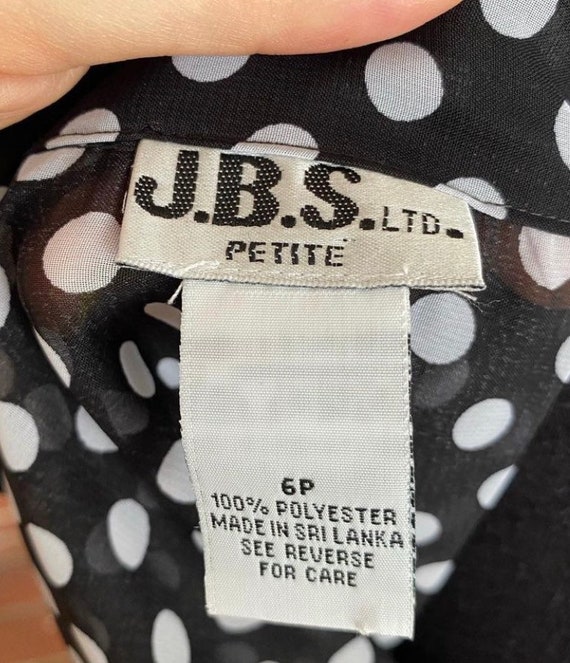 J.B.S. LTD.
PETITE
6P
100% POLYESTER
MADE IN SRI LANKA
SEE REVERSE
FOR CARE